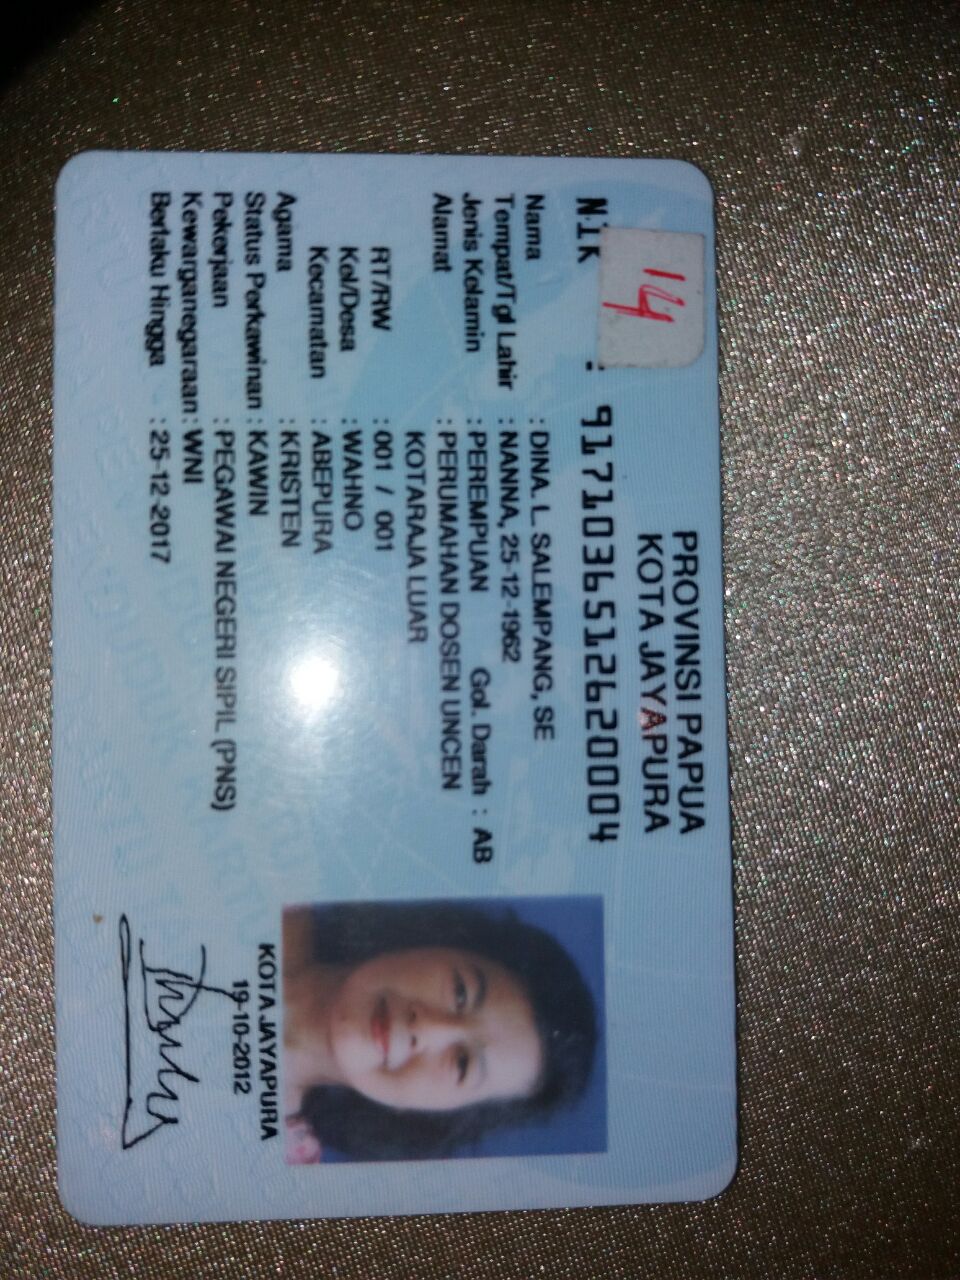 PROVINSI PAPUA
KOTA JAYAPURA
14
NIK : 9171036512620004
Nama : DINA. L. SALEMPANG, SE
Tempat/Tgl Lahir : NANNA, 25-12-1962
Jenis Kelamin : PEREMPUAN Gol. Darah : AB
Alamat : PERUMAHAN DOSEN UNCEN
KOTARAJA LUAR
RT/RW : 001 / 001
Kel/Desa : WAHNO
Kecamatan : ABEPURA
Agama : KRISTEN
Status Perkawinan : KAWIN
Pekerjaan : PEGAWAI NEGERI SIPIL (PNS)
Kewarganegaraan : WNI
Berlaku Hingga : 25-12-2017
KOTA JAYAPURA
19-10-2012